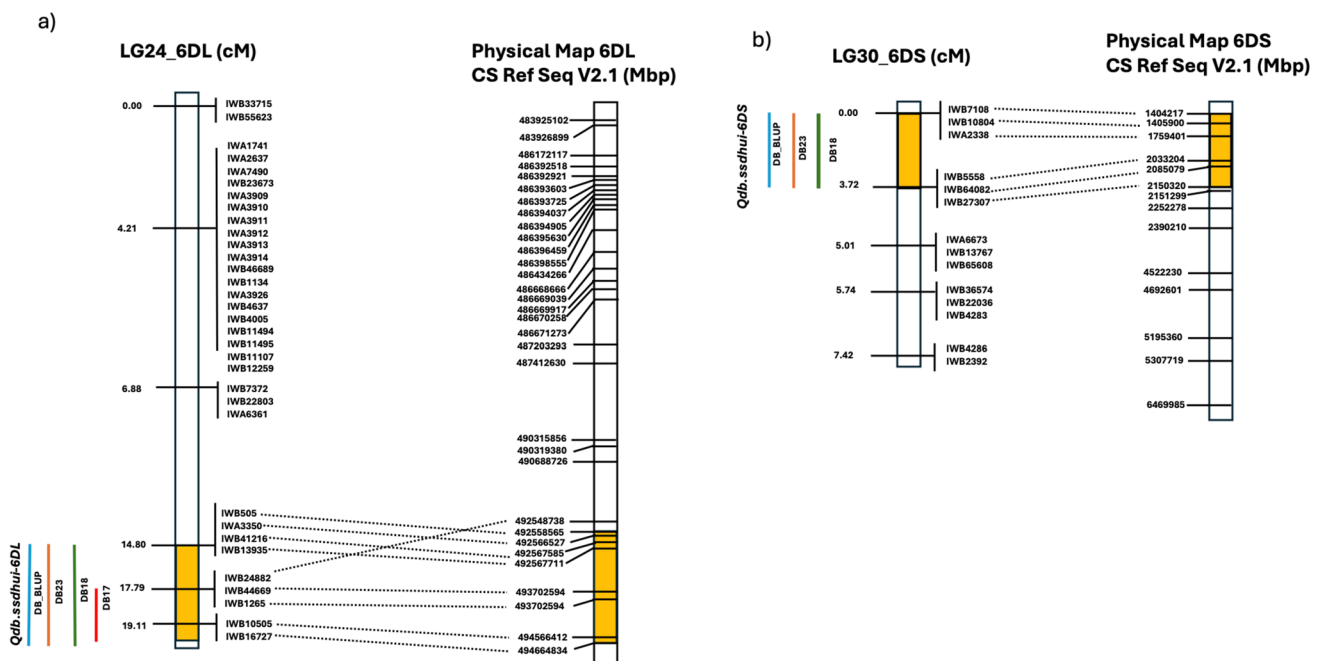 a)
LG24_6DL (cM)
Physical Map 6DL
CS Ref Seq V2.1 (Mbp)
0.00
IWB33715
IWB55623
4.21
IWA1741
IWA2637
IWA7490
IWB23673
IWA3909
IWA3910
IWA3911
IWA3912
IWA3913
IWA3914
IWB46689
IWB1134
IWA3926
IWB4637
IWB4005
IWB11494
IWB11495
IWB11107
IWB12259
6.88
IWB7372
IWB22803
IWA6361
14.80
IWB505
IWA3350
IWB41216
IWB13935
17.79
IWB24882
IWB44669
IWB1265
19.11
IWB10505
IWB16727
Qdb.ssdhui-6DL
DB_BLUP
DB23
DB18
DB17
483925102
483926899
486172117
486392518
486392921
486393603
486393725
486394037
486394905
486395630
486396459
486398555
486434266
486668666
486669039
486669917
486670258
486671273
487203293
487412630
490315856
490319380
490688726
492548738
492558565
492566527
492567585
492567711
493702594
493702594
494566412
494664834
b)
LG30_6DS (cM)
Physical Map 6DS
CS Ref Seq V2.1 (Mbp)
Qdb.ssdhui-6DS
DB_BLUP
DB23
DB18
0.00
IWB7108
IWB10804
IWA2338
3.72
IWB5558
IWB64082
IWB27307
5.01
IWA6673
IWB13767
IWB65608
5.74
IWB36574
IWB22036
IWB4283
7.42
IWB4286
IWB2392
1404217
1405900
1759401
2033204
2085079
2150320
2151299
2252278
2390210
4522230
4692601
5195360
5307719
6469985